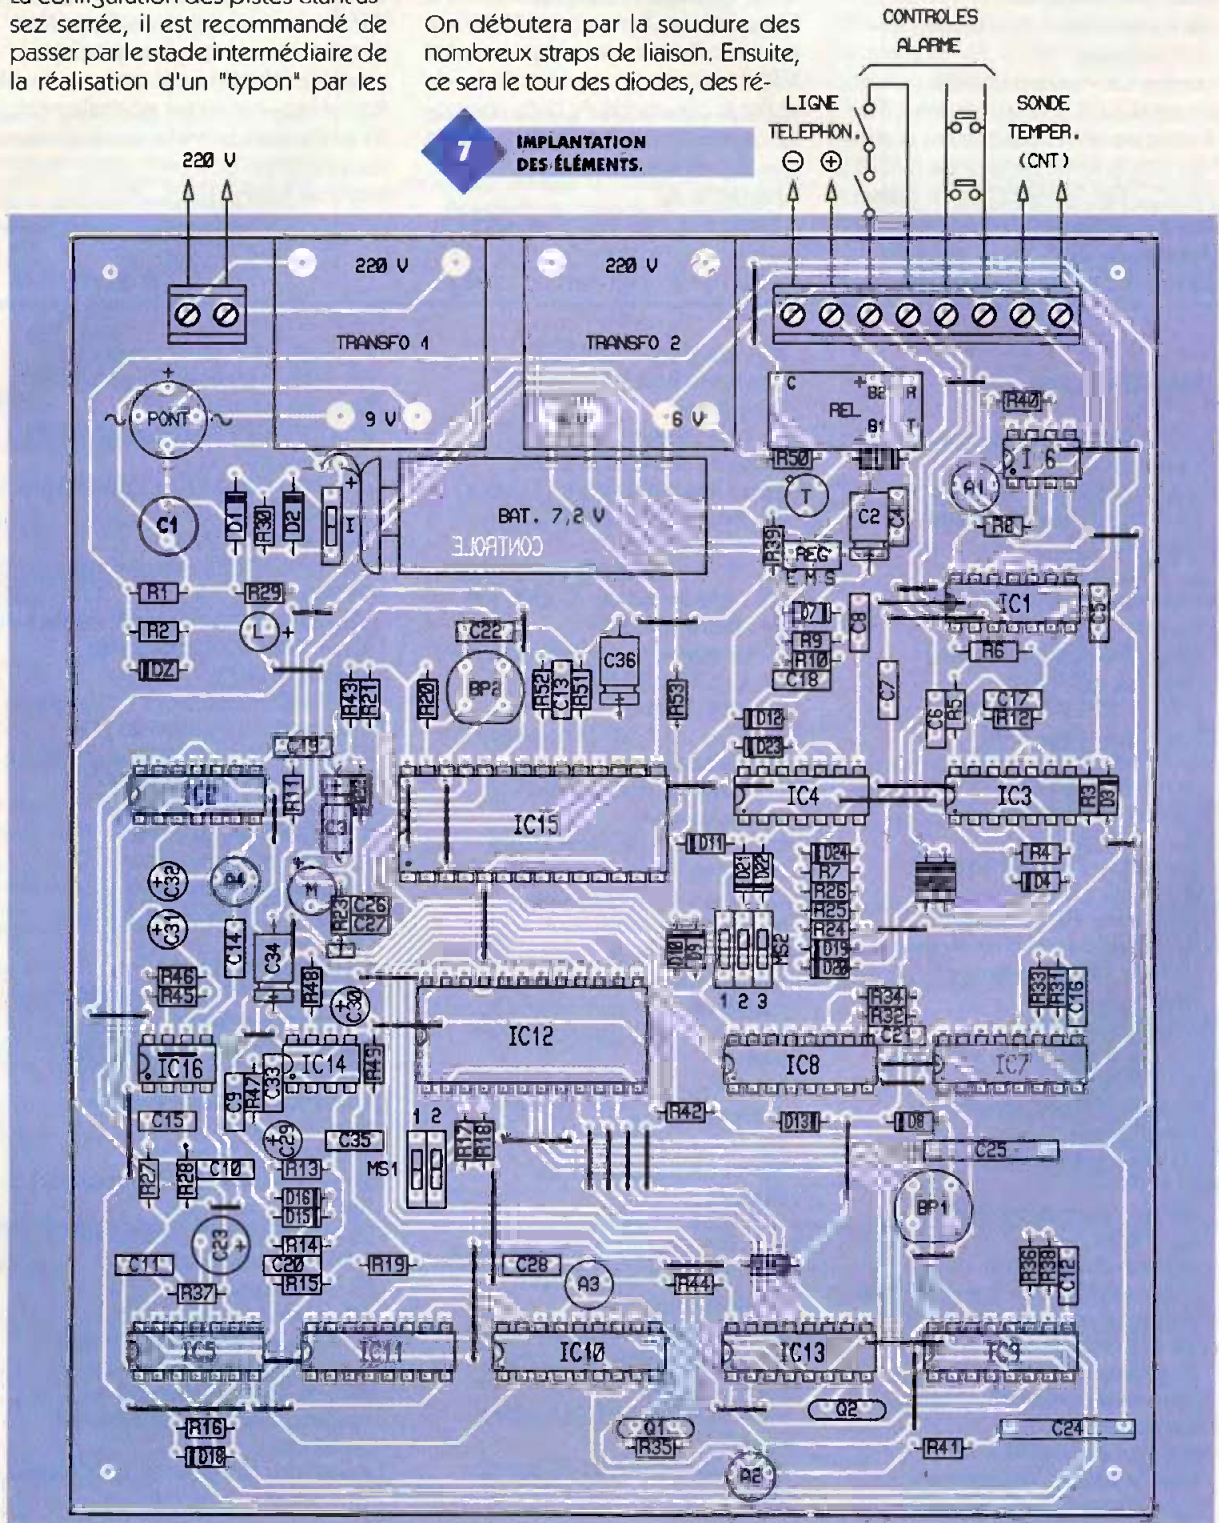 La configuration des pistes étant as-
sez serrée, il est recommandé de
passer par le stade intermédiaire de
la réalisation d'un "typon" par les
On débutera par la soudure des
nombreux straps de liaison. Ensuite,
ce sera le tour des diodes, des ré-
7
IMPLANTATION
DES ÉLÉMENTS.
CONTROLES
ALARME
LIGNE
TELEPHON.
⊖ ⊕
SONDE
TEMPER.
(CNT)
220 V
220 V
220 V
TRANSFO 1
TRANSFO 2
9 V
6 V
+
~ PONT ~
C + B2 R
REL
B1 T
R40
R50
T
A1
R8
C1
D1
R30
D2
+
I
BAT. 7,2 V
CONTROLE
R39
REG
E M S
C2
C4
R1
R29
R2
L +
DZ
D7
R9
R10
C18
C8
C7
IC1
C5
R6
C22
BP2
C36
R43
R21
R20
R52
C13
R51
R53
C6
R5
C17
R12
D12
D23
C19
R11
C3
IC15
IC4
IC3
R3
D3
D11
D21
D22
D24
R7
R26
R25
R24
D19
D20
R4
D4
C32
C31
M
R23
C26
C27
C14
C34
D10
D9
MS2
1 2 3
R46
R45
R48
C30
R33
R31
C16
R34
R32
C21
IC16
IC14
R49
IC12
IC8
IC7
C9
R47
C33
C15
C29
C35
1 2
MS1
R17
R18
R42
D13
D8
C25
R27
R28
C10
R13
D16
D15
R14
C20
R15
C23 +
BP1
C11
R37
R19
C28
A3
R44
R36
R38
C12
IC5
IC11
IC10
IC13
IC9
R16
D18
Q1
R35
Q2
A2
R41
C24